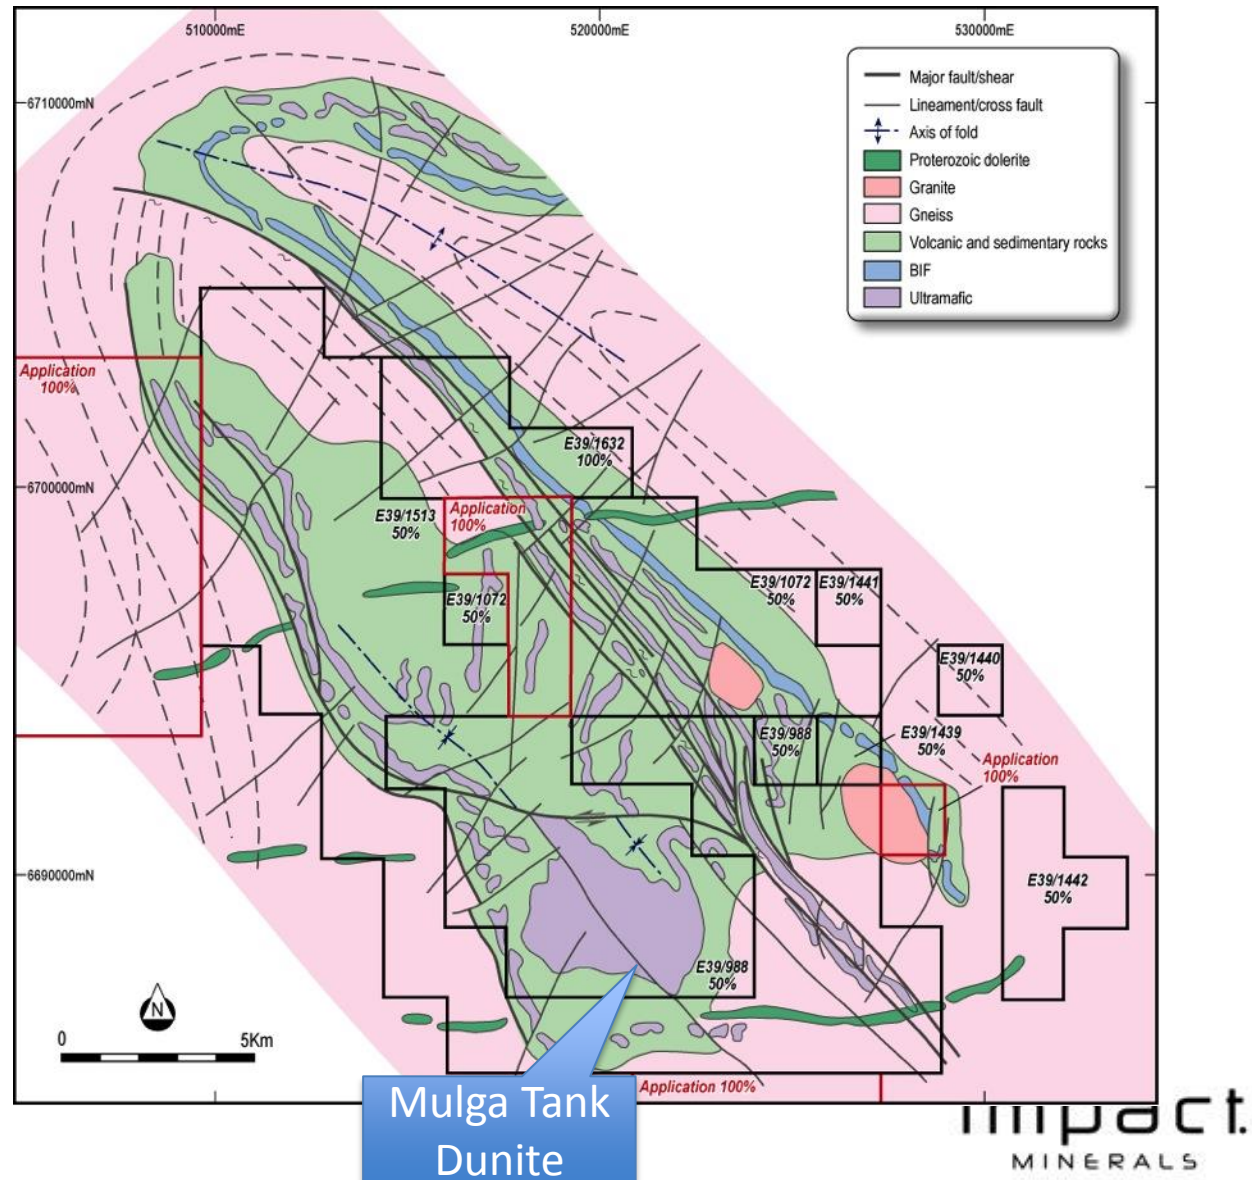 510000mE
520000mE
530000mE
6710000mN
6700000mN
6690000mN
Major fault/shear
Lineament/cross fault
Axis of fold
Proterozoic dolerite
Granite
Gneiss
Volcanic and sedimentary rocks
BIF
Ultramafic
Application
100%
E39/1632
100%
E39/1513
50%
Application
100%
E39/1072
50%
E39/1072
50%
E39/1441
50%
E39/1440
50%
E39/988
50%
E39/1439
50%
Application
100%
E39/1442
50%
E39/988
50%
N
0
5Km
Application 100%
Mulga Tank
Dunite
impact.
MINERALS